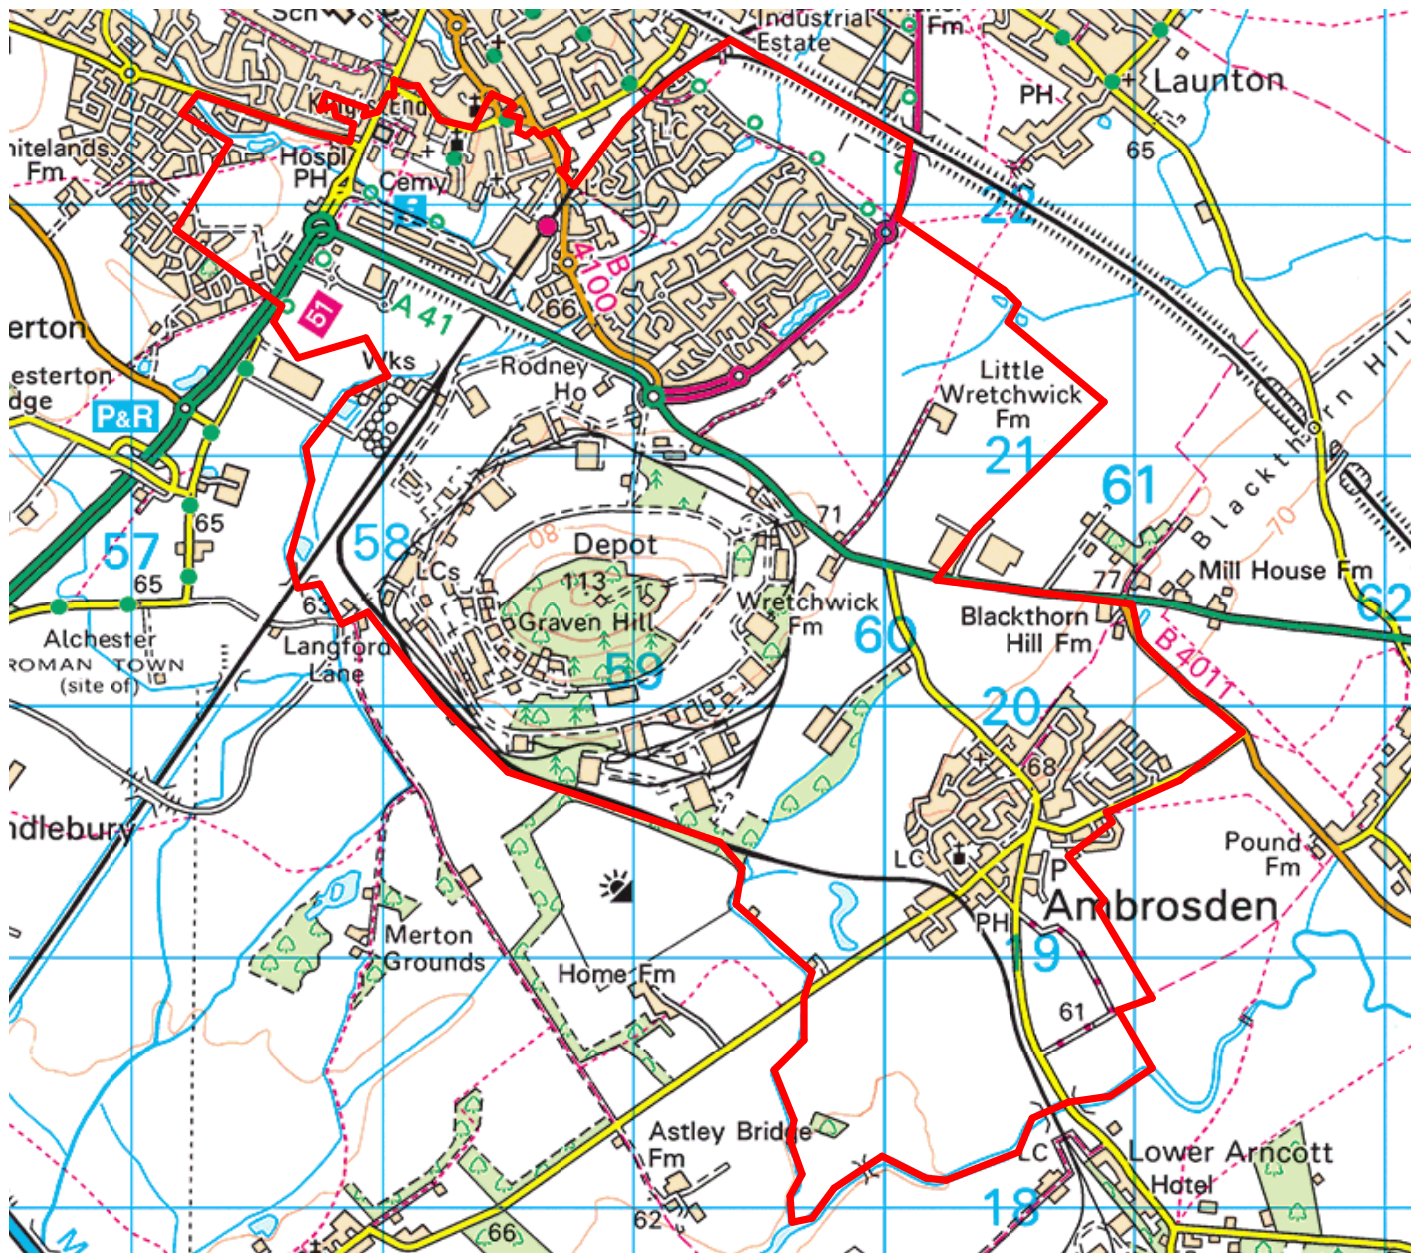 Sch
Industrial
Estate
Fm
Launton
PH
King's End
LC
65
Fm
Hospl
PH
Cemy
LC
22
B 4100
51
A 41
66
erton
Wks
Rodney
Ho
esterton
dge
P&R
Little
Wretchwick
Fm
21
61
Blackthorn Hill
65
71
70
57
58
80
Depot
LCs
113
77
Mill House Fm
65
63
Graven Hill
Wretchwick
Fm
Blackthorn
Hill Fm
62
Alchester
ROMAN TOWN
(site of)
Langford
Lane
60
59
B 4011
20
68
ndlebury
Pound
Fm
LC
P
Ambrosden
PH
Merton
Grounds
19
Home Fm
61
Astley Bridge
Fm
LC
Lower Arncott
Hotel
18
62
66
M